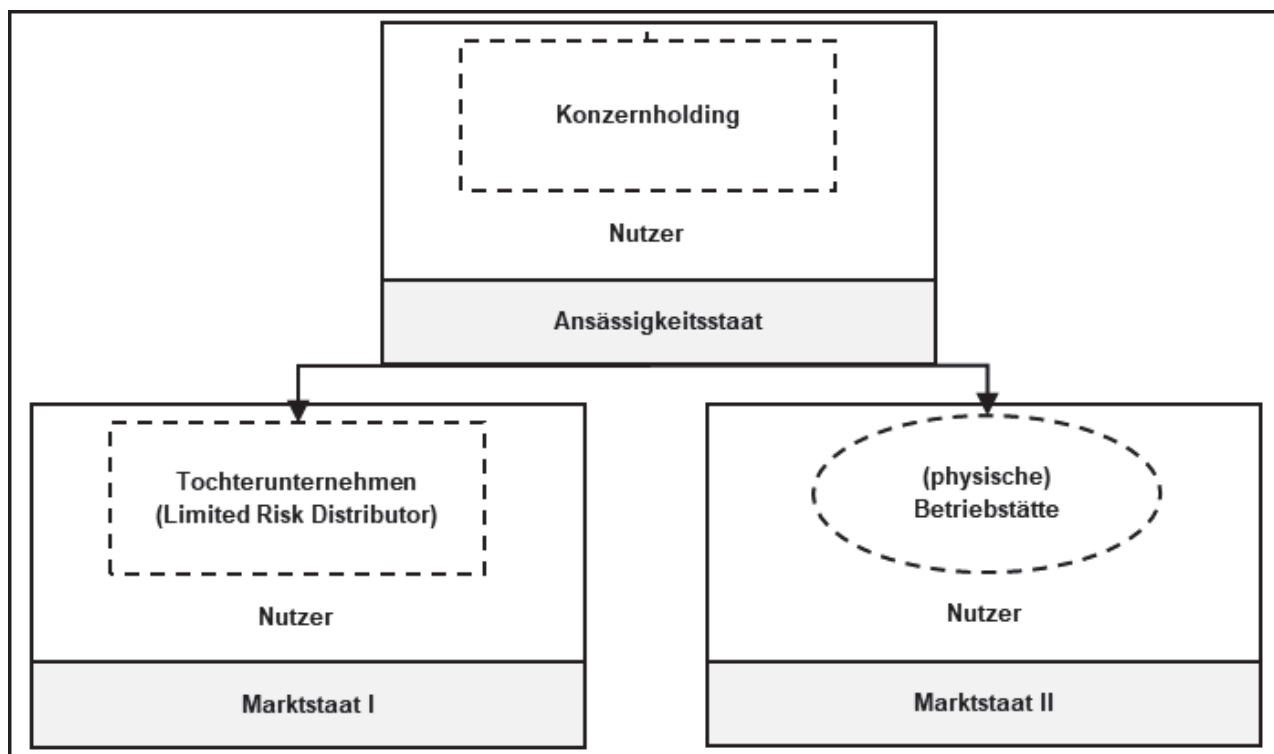 Konzernholding
Nutzer
Ansässigkeitsstaat
Tochterunternehmen
(Limited Risk Distributor)
Nutzer
Marktstaat I
(physische)
Betriebstätte
Nutzer
Marktstaat II